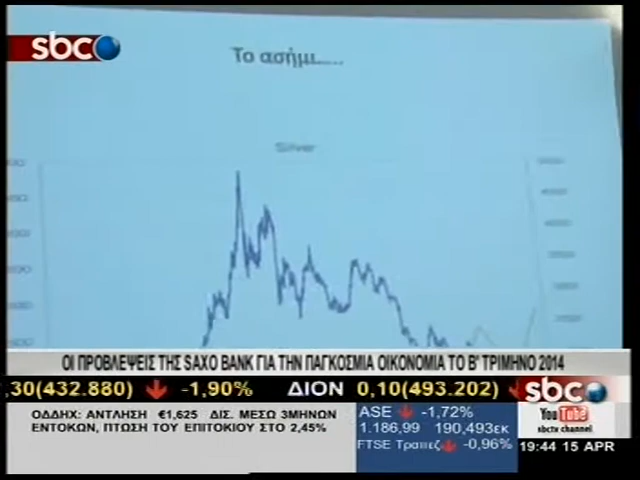 sbc
Το ασήμι.....
Silver
ΟΙ ΠΡΟΒΛΕΨΕΙΣ ΤΗΣ SAXO BANK ΓΙΑ ΤΗΝ ΠΑΓΚΟΣΜΙΑ ΟΙΚΟΝΟΜΙΑ ΤΟ Β' ΤΡΙΜΗΝΟ 2014
.30(432.880) -1,90% ΔΙΟΝ 0,10(493.202)
sbc
ΟΔΔΗΧ: ΑΝΤΛΗΣΗ €1,625 ΔΙΣ. ΜΕΣΩ 3ΜΗΝΩΝ
ΕΝΤΟΚΩΝ, ΠΤΩΣΗ ΤΟΥ ΕΠΙΤΟΚΙΟΥ ΣΤΟ 2,45%
ASE -1,72%
1.186,99 190,493εκ
FTSE Τραπεζ -0,96%
You Tube
sbctv channel
19:44 15 APR